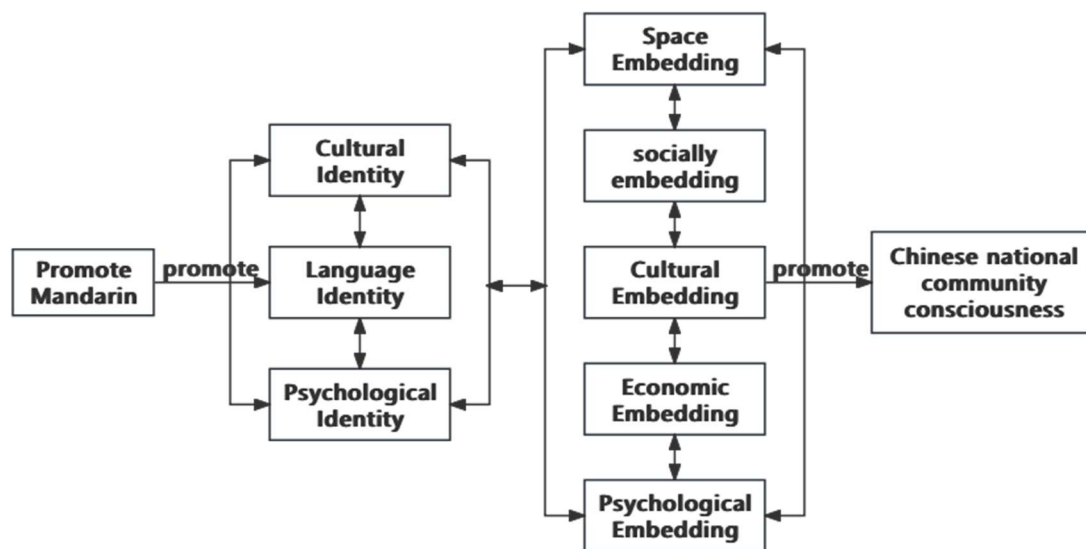 Promote
Mandarin
promote
Cultural
Identity
Language
Identity
Psychological
Identity
Space
Embedding
socially
embedding
Cultural
Embedding
Economic
Embedding
Psychological
Embedding
promote
Chinese national
community
consciousness